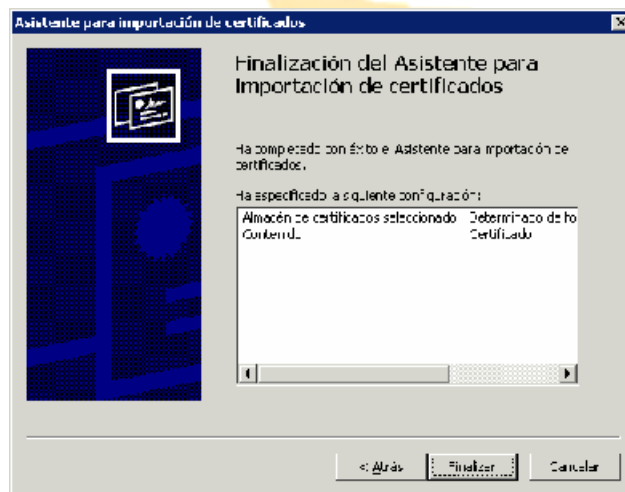 Asistente para importación de certificados
Finalización del Asistente para
Importación de certificados
Ha completado con éxito el Asistente para importación de
certificados.
Ha especificado la siguiente configuración:
Almacén de certificados seleccionado Determinado de fo
Contenido Certificado
< Atrás Finalizar Cancelar